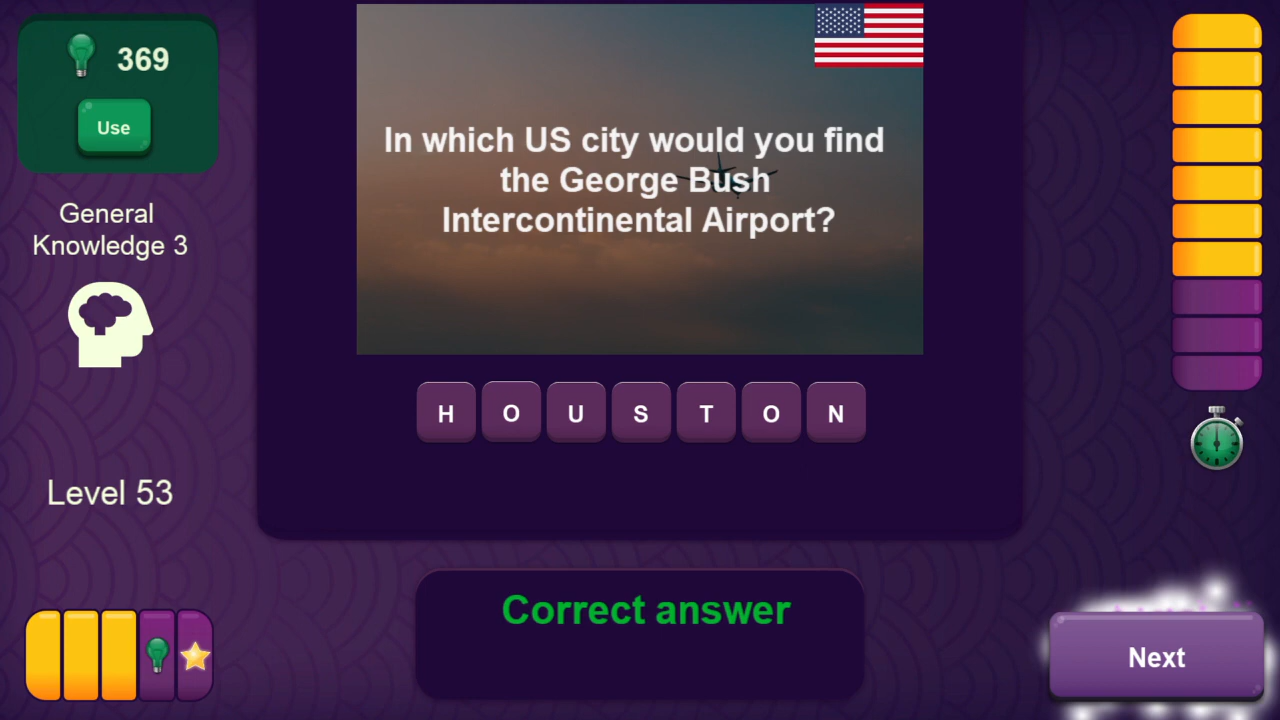 369
Use
General
Knowledge 3
Level 53
In which US city would you find
the George Bush
Intercontinental Airport?
H O U S T O N
Correct answer
Next